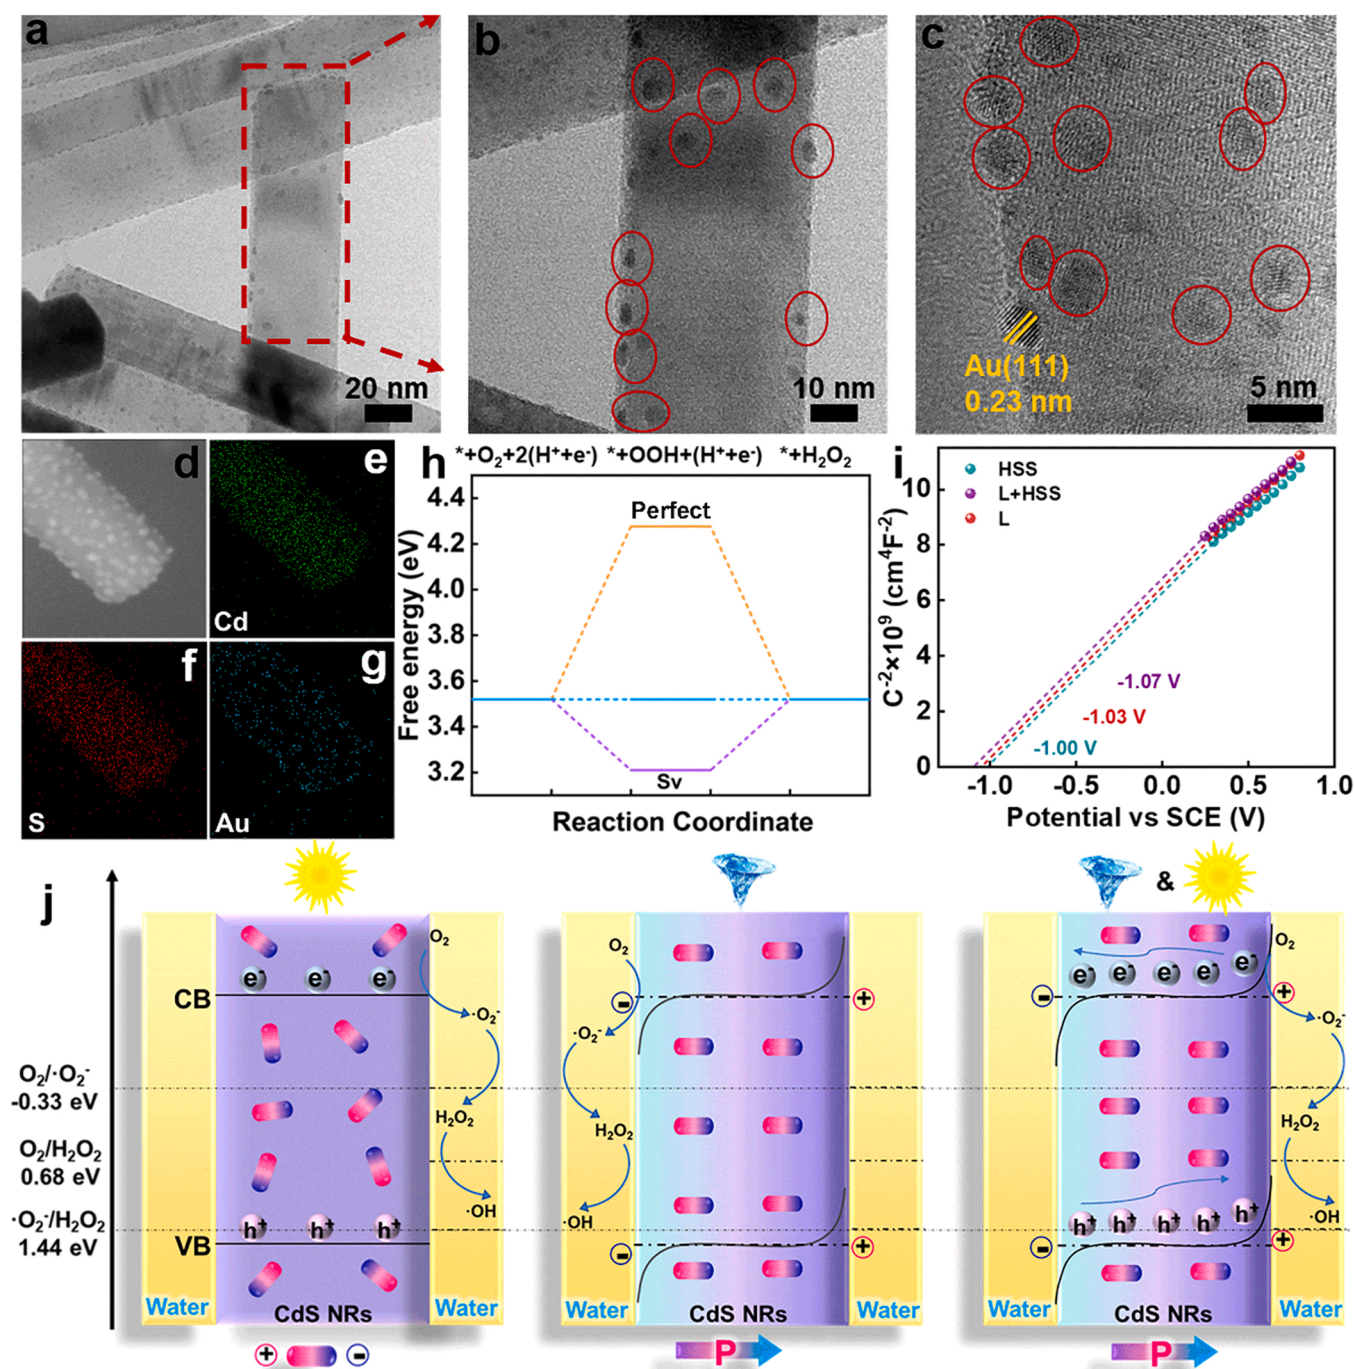 a
20 nm
b
10 nm
c
Au(111)
0.23 nm
5 nm
d
e
Cd
f
S
g
Au
h
*+O₂+2(H⁺+e⁻) *+OOH+(H⁺+e⁻) *+H₂O₂
Free energy (eV)
4.4
4.2
4.0
3.8
3.6
3.4
3.2
Perfect
Sv
Reaction Coordinate
i
HSS
L+HSS
L
C⁻²×10⁹ (cm⁴F⁻²)
10
8
6
4
2
0
-1.07 V
-1.03 V
-1.00 V
-1.0 -0.5 0.0 0.5 1.0
Potential vs SCE (V)
j
&
CB
VB
O₂/·O₂⁻
-0.33 eV
O₂/H₂O₂
0.68 eV
·O₂⁻/H₂O₂
1.44 eV
O₂
e⁻ e⁻ e⁻
·O₂⁻
H₂O₂
·OH
h⁺ h⁺ h⁺
Water
CdS NRs
Water
+ -
O₂
- +
·O₂⁻
H₂O₂
·OH
- +
CdS NRs
P
O₂
e⁻ e⁻ e⁻ e⁻ e⁻
- +
·O₂⁻
H₂O₂
·OH
h⁺ h⁺ h⁺ h⁺ h⁺
- +
CdS NRs
Water
P